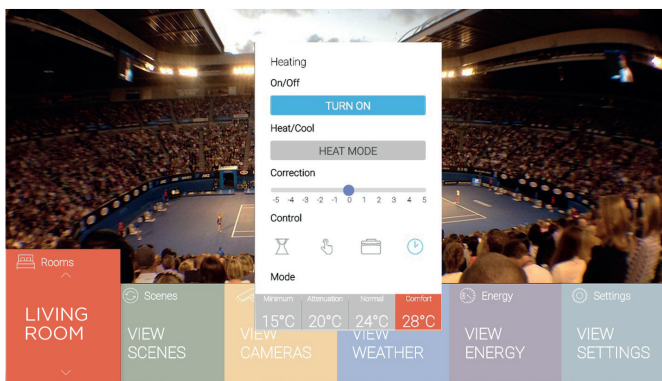 Heating
On/Off
TURN ON
Heat/Cool
HEAT MODE
Correction
-5 -4 -3 -2 -1 0 1 2 3 4 5
Control
Mode
Minimum Attenuation Normal Comfort
15°C 20°C 24°C 28°C
Rooms
LIVING
ROOM
Scenes
VIEW
SCENES
VIEW
CAMERAS
VIEW
WEATHER
Energy
VIEW
ENERGY
Settings
VIEW
SETTINGS